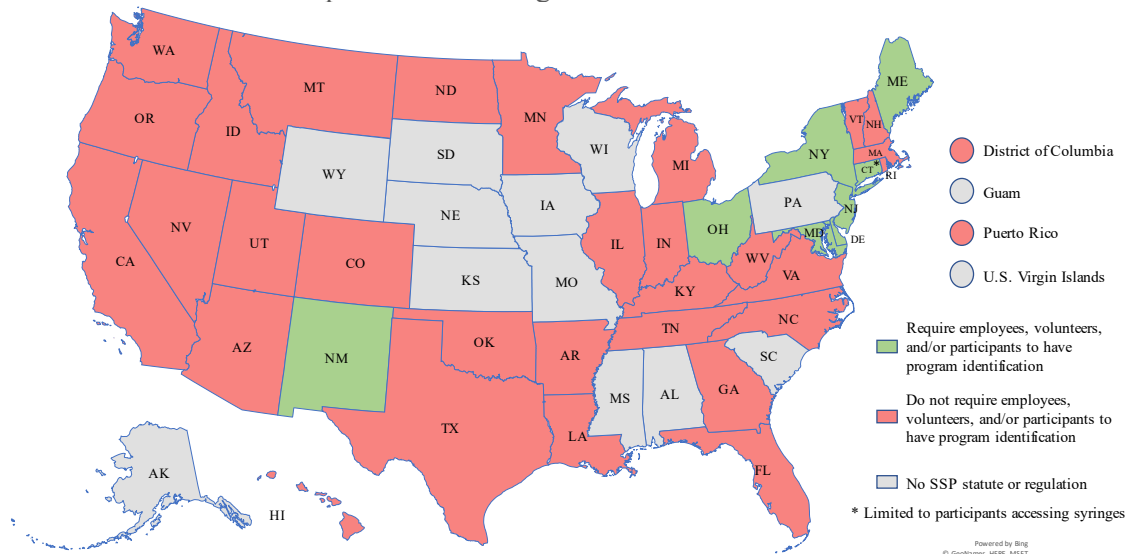 WA
MT
ND
MN
ME
OR
ID
SD
WI
MI
NY
VT
NH
MA
CT
*
RI
WY
NE
IA
PA
NJ
NV
UT
CO
KS
MO
IL
IN
OH
MD
DE
WV
VA
KY
CA
AZ
NM
OK
AR
TN
NC
SC
MS
AL
GA
TX
LA
FL
AK
HI
District of Columbia
Guam
Puerto Rico
U.S. Virgin Islands
Require employees, volunteers,
and/or participants to have
program identification
Do not require employees,
volunteers, and/or participants to
have program identification
No SSP statute or regulation
* Limited to participants accessing syringes
Powered by Bing
© GeoNames, HERE, MSFT